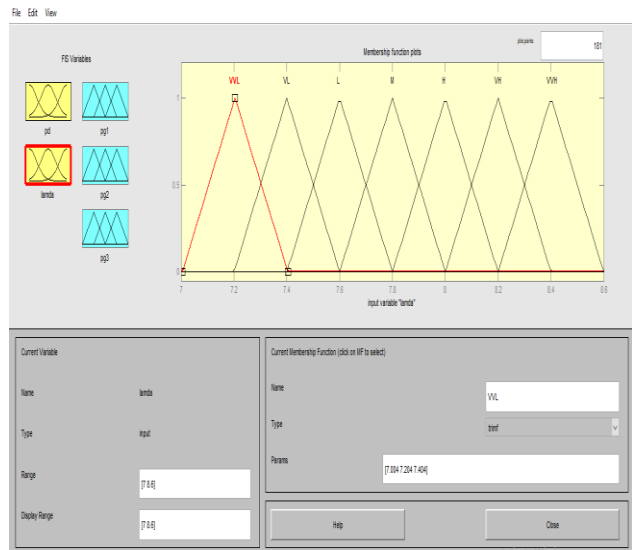 File Edit View
FIS Variables
Membership function plots
plot points:
181
VVL VL L M H VH VVH
1
0.5
0
7 7.2 7.4 7.6 7.8 8 8.2 8.4 8.6
input variable "lamda"
pd
pg1
lamda
pg2
pg3
Current Variable
Name lamda
Type input
Range [7 8.6]
Display Range [7 8.6]
Current Membership Function (click on MF to select)
Name VVL
Type trimf
Params [7.004 7.204 7.404]
Help Close